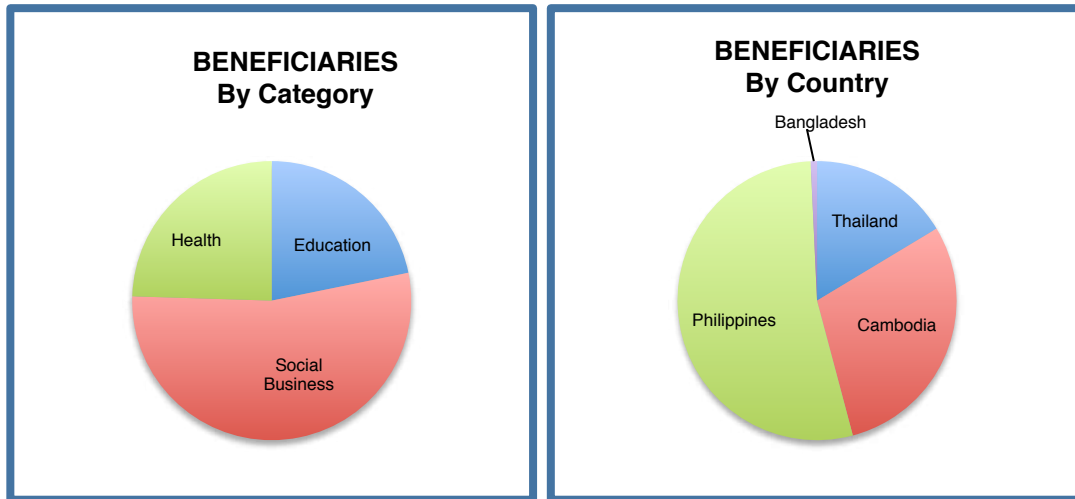 BENEFICIARIES
By Category
Health
Education
Social
Business
BENEFICIARIES
By Country
Bangladesh
Thailand
Philippines
Cambodia